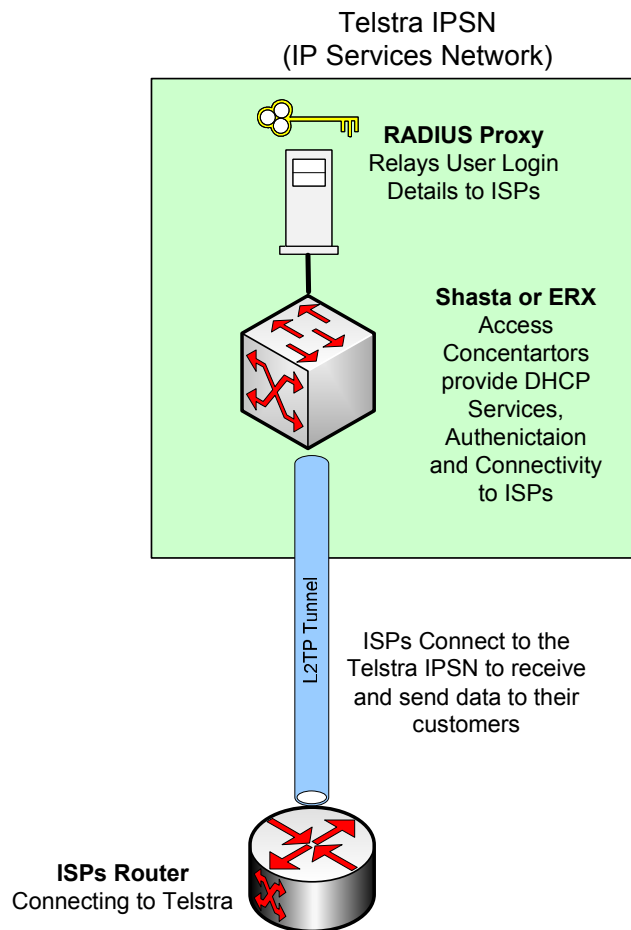 Telstra IPSN
(IP Services Network)
RADIUS Proxy
Relays User Login
Details to ISPs
Shasta or ERX
Access
Concentartors
provide DHCP
Services,
Authenictaion
and Connectivity
to ISPs
L2TP Tunnel
ISPs Connect to the
Telstra IPSN to receive
and send data to their
customers
ISPs Router
Connecting to Telstra